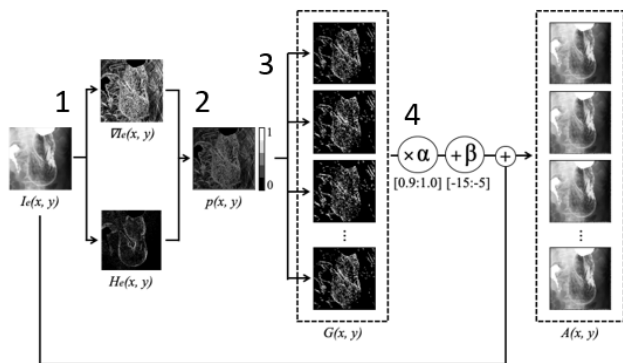 1
2
3
4
∇Ie(x, y)
Ie(x, y)
He(x, y)
1
0
p(x, y)
⋮
G(x, y)
×α
+β
+
[0.9:1.0] [-15:-5]
⋮
A(x, y)